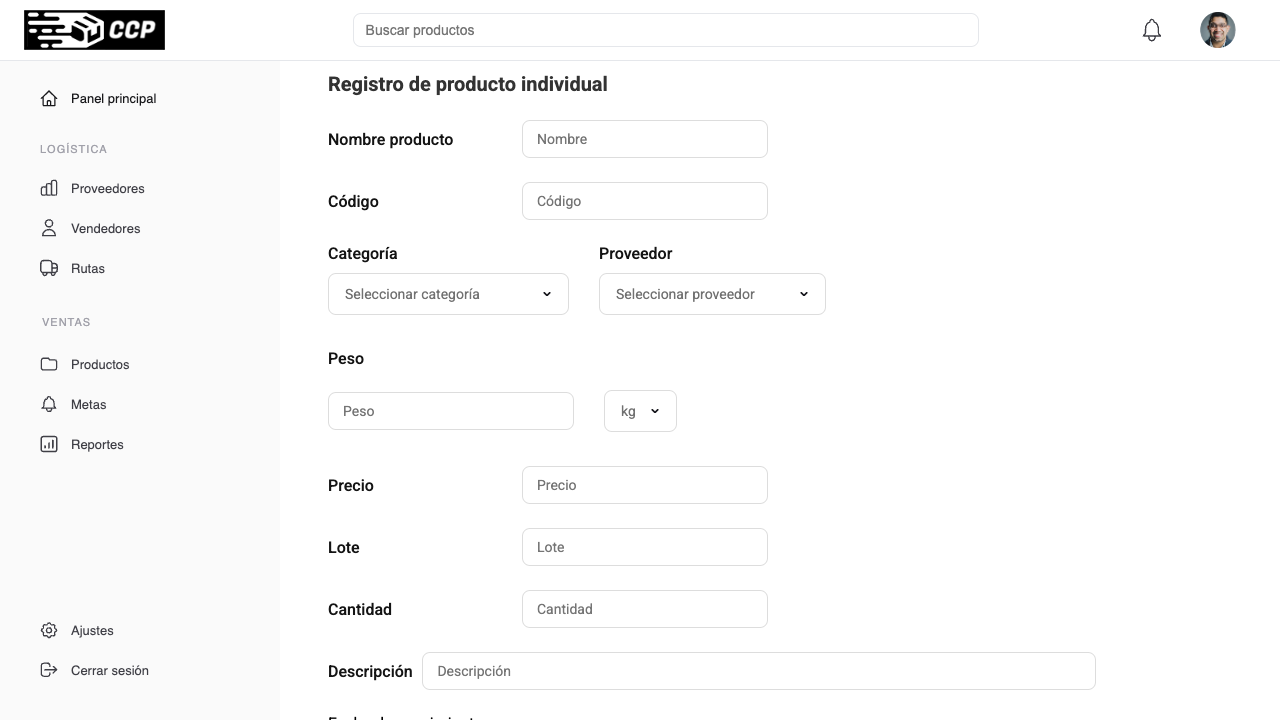 CCP
Buscar productos
Panel principal
LOGÍSTICA
Proveedores
Vendedores
Rutas
VENTAS
Productos
Metas
Reportes
Ajustes
Cerrar sesión
Registro de producto individual
Nombre producto
Nombre
Código
Código
Categoría
Proveedor
Seleccionar categoría
Seleccionar proveedor
Peso
Peso
kg
Precio
Precio
Lote
Lote
Cantidad
Cantidad
Descripción
Descripción